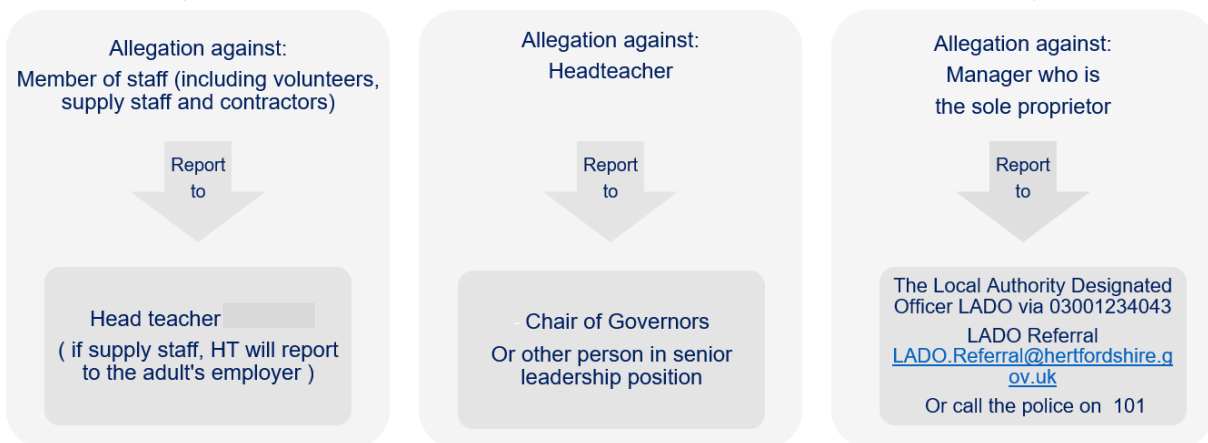 Allegation against:
Member of staff (including volunteers,
supply staff and contractors)
Report
to
Head teacher
( if supply staff, HT will report
to the adult's employer )
Allegation against:
Headteacher
Report
to
- Chair of Governors
Or other person in senior
leadership position
Allegation against:
Manager who is
the sole proprietor
Report
to
The Local Authority Designated
Officer LADO via 03001234043
LADO Referral
LADO.Referral@hertfordshire.g
ov.uk
Or call the police on 101